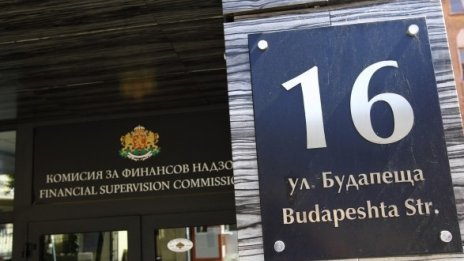 КОМИСИЯ ЗА ФИНАНСОВ НАДЗО
FINANCIAL SUPERVISION COMMISSI
16
ул. Будапеща
Budapeshta Str.